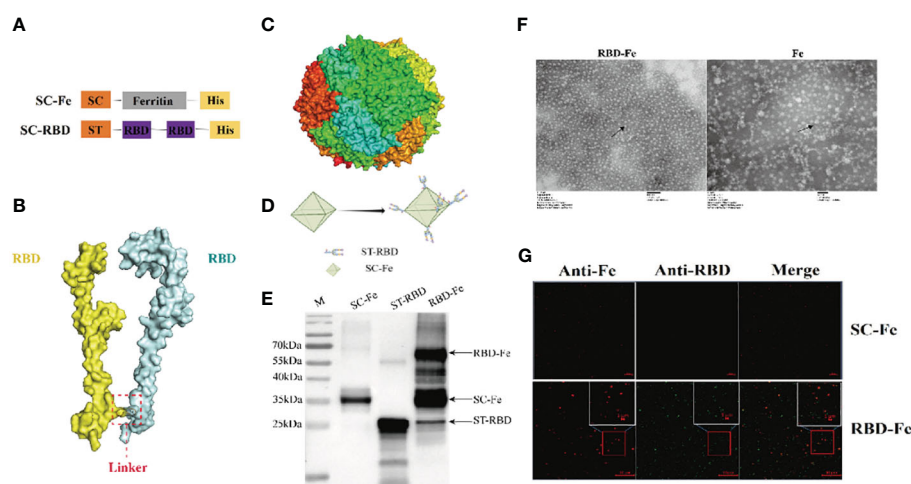 A
SC-Fe SC Ferritin His
SC-RBD ST RBD RBD His
B
RBD RBD
Linker
C
D
ST-RBD
SC-Fe
E
M SC-Fe ST-RBD RBD-Fe
70kDa
55kDa
40kDa
35kDa
25kDa
RBD-Fe
SC-Fe
ST-RBD
F
RBD-Fe Fe
G
Anti-Fe Anti-RBD Merge
SC-Fe
RBD-Fe